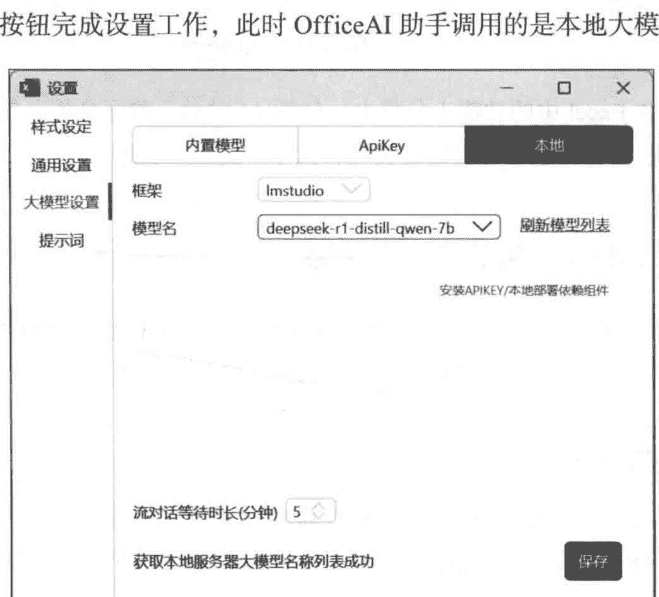 按钮完成设置工作，此时 OfficeAI 助手调用的是本地大模
设置
样式设定
通用设置
大模型设置
提示词
内置模型 ApiKey 本地
框架 lmstudio
模型名 deepseek-r1-distill-qwen-7b 刷新模型列表
安装APIKEY/本地部署依赖组件
流对话等待时长(分钟) 5
获取本地服务器大模型名称列表成功
保存